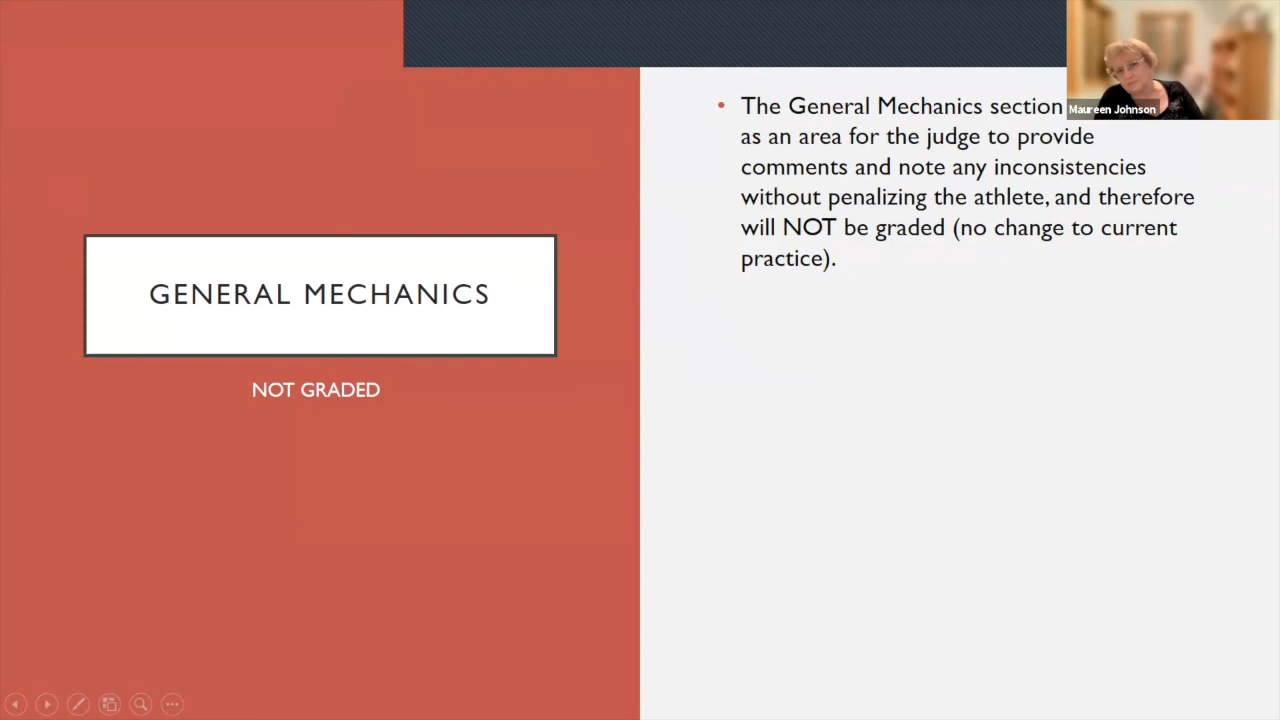 GENERAL MECHANICS
NOT GRADED
• The General Mechanics section
as an area for the judge to provide
comments and note any inconsistencies
without penalizing the athlete, and therefore
will NOT be graded (no change to current
practice).
Maureen Johnson